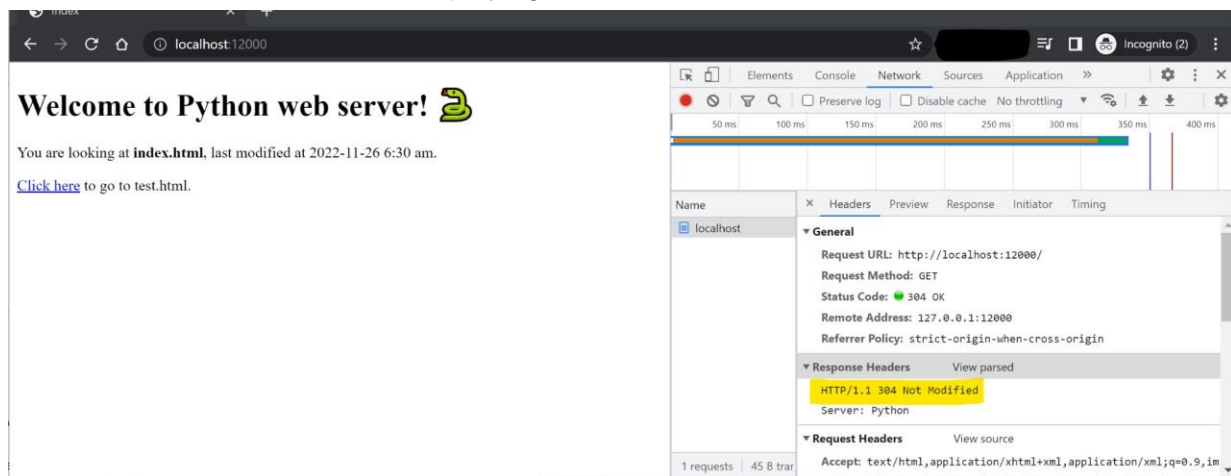 Index
localhost:12000
Incognito (2)
Welcome to Python web server!
You are looking at index.html, last modified at 2022-11-26 6:30 am.
Click here to go to test.html.
Elements Console Network Sources Application »
Preserve log Disable cache No throttling
50 ms 100 ms 150 ms 200 ms 250 ms 300 ms 350 ms 400 ms
Name
× Headers Preview Response Initiator Timing
localhost
General
Request URL: http://localhost:12000/
Request Method: GET
Status Code: 304 OK
Remote Address: 127.0.0.1:12000
Referrer Policy: strict-origin-when-cross-origin
Response Headers View parsed
HTTP/1.1 304 Not Modified
Server: Python
Request Headers View source
Accept: text/html,application/xhtml+xml,application/xml;q=0.9,im
1 requests 45 B trar